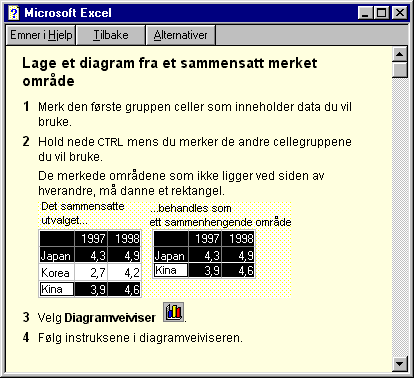 Microsoft Excel
Emner i Hjelp Tilbake Alternativer
Lage et diagram fra et sammensatt merket
område
1 Merk den første gruppen celler som inneholder data du vil
bruke.
2 Hold nede CTRL mens du merker de andre cellegruppene
du vil bruke.
De merkede områdene som ikke ligger ved siden av
hverandre, må danne et rektangel.
Det sammensatte
utvalget...
1997 1998
Japan 4,3 4,9
Korea 2,7 4,2
Kina 3,9 4,6
...behandles som
ett sammenhengende område
1997 1998
Japan 4,3 4,9
Kina 3,9 4,6
3 Velg Diagramveiviser .
4 Følg instruksene i diagramveiviseren.